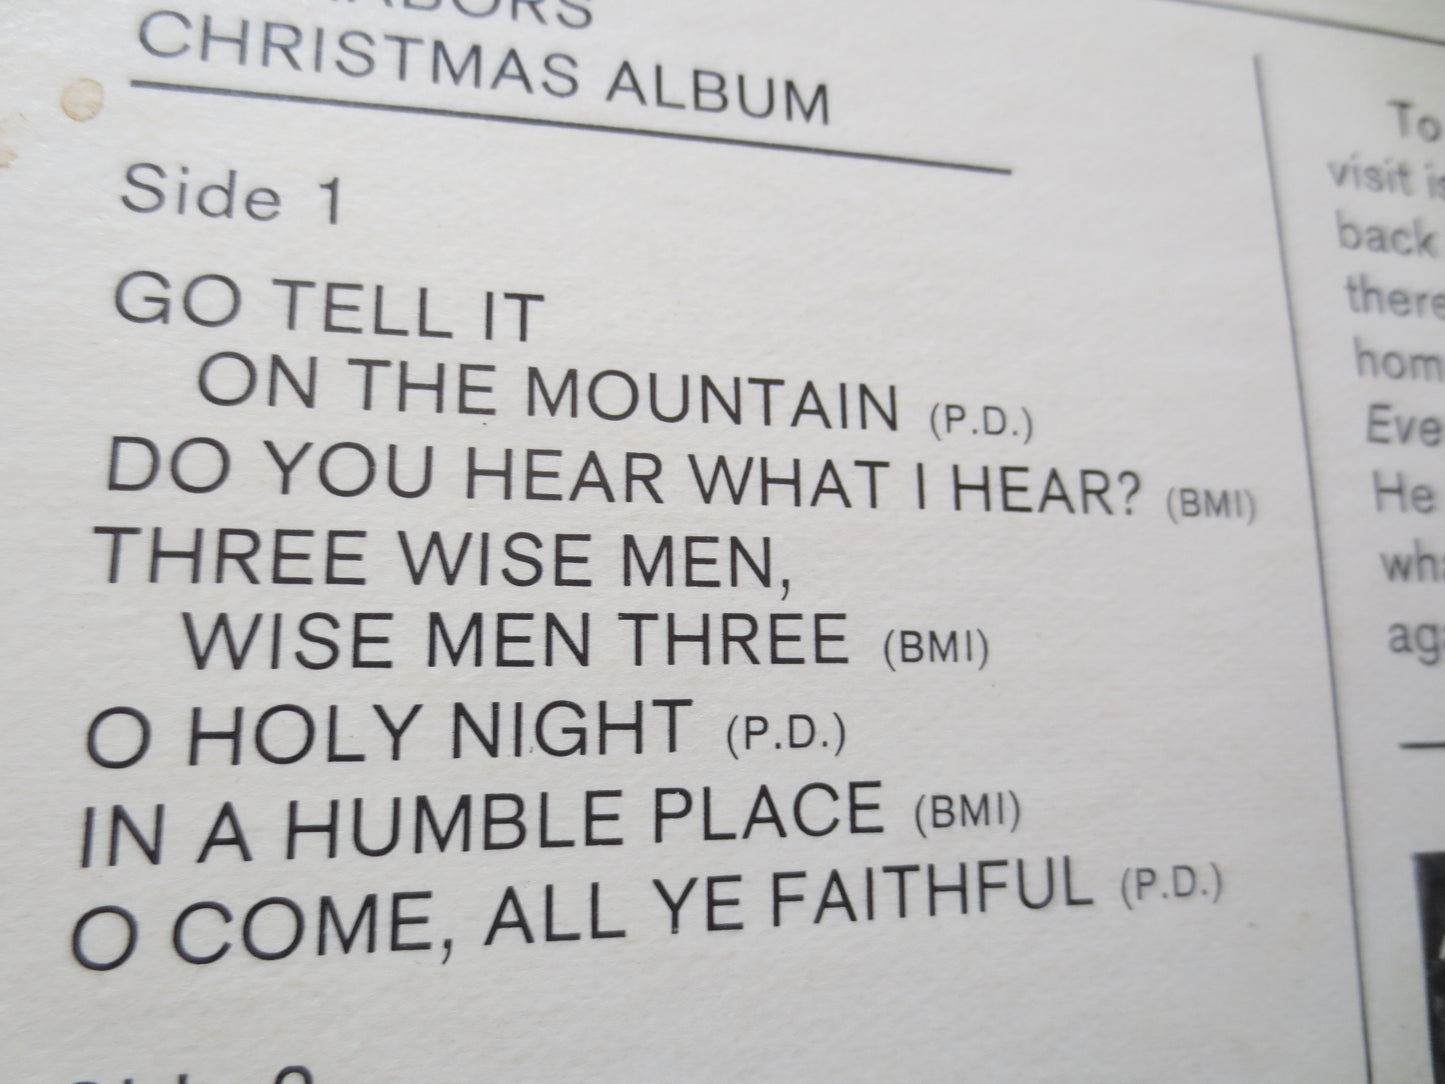 CHRISTMAS ALBUM
Side 1
GO TELL IT
ON THE MOUNTAIN (P.D.)
DO YOU HEAR WHAT I HEAR? (BMI)
THREE WISE MEN,
WISE MEN THREE (BMI)
O HOLY NIGHT (P.D.)
IN A HUMBLE PLACE (BMI)
O COME, ALL YE FAITHFUL (P.D.)
To
visit
back
there
hom
Eve
He
wh
ag